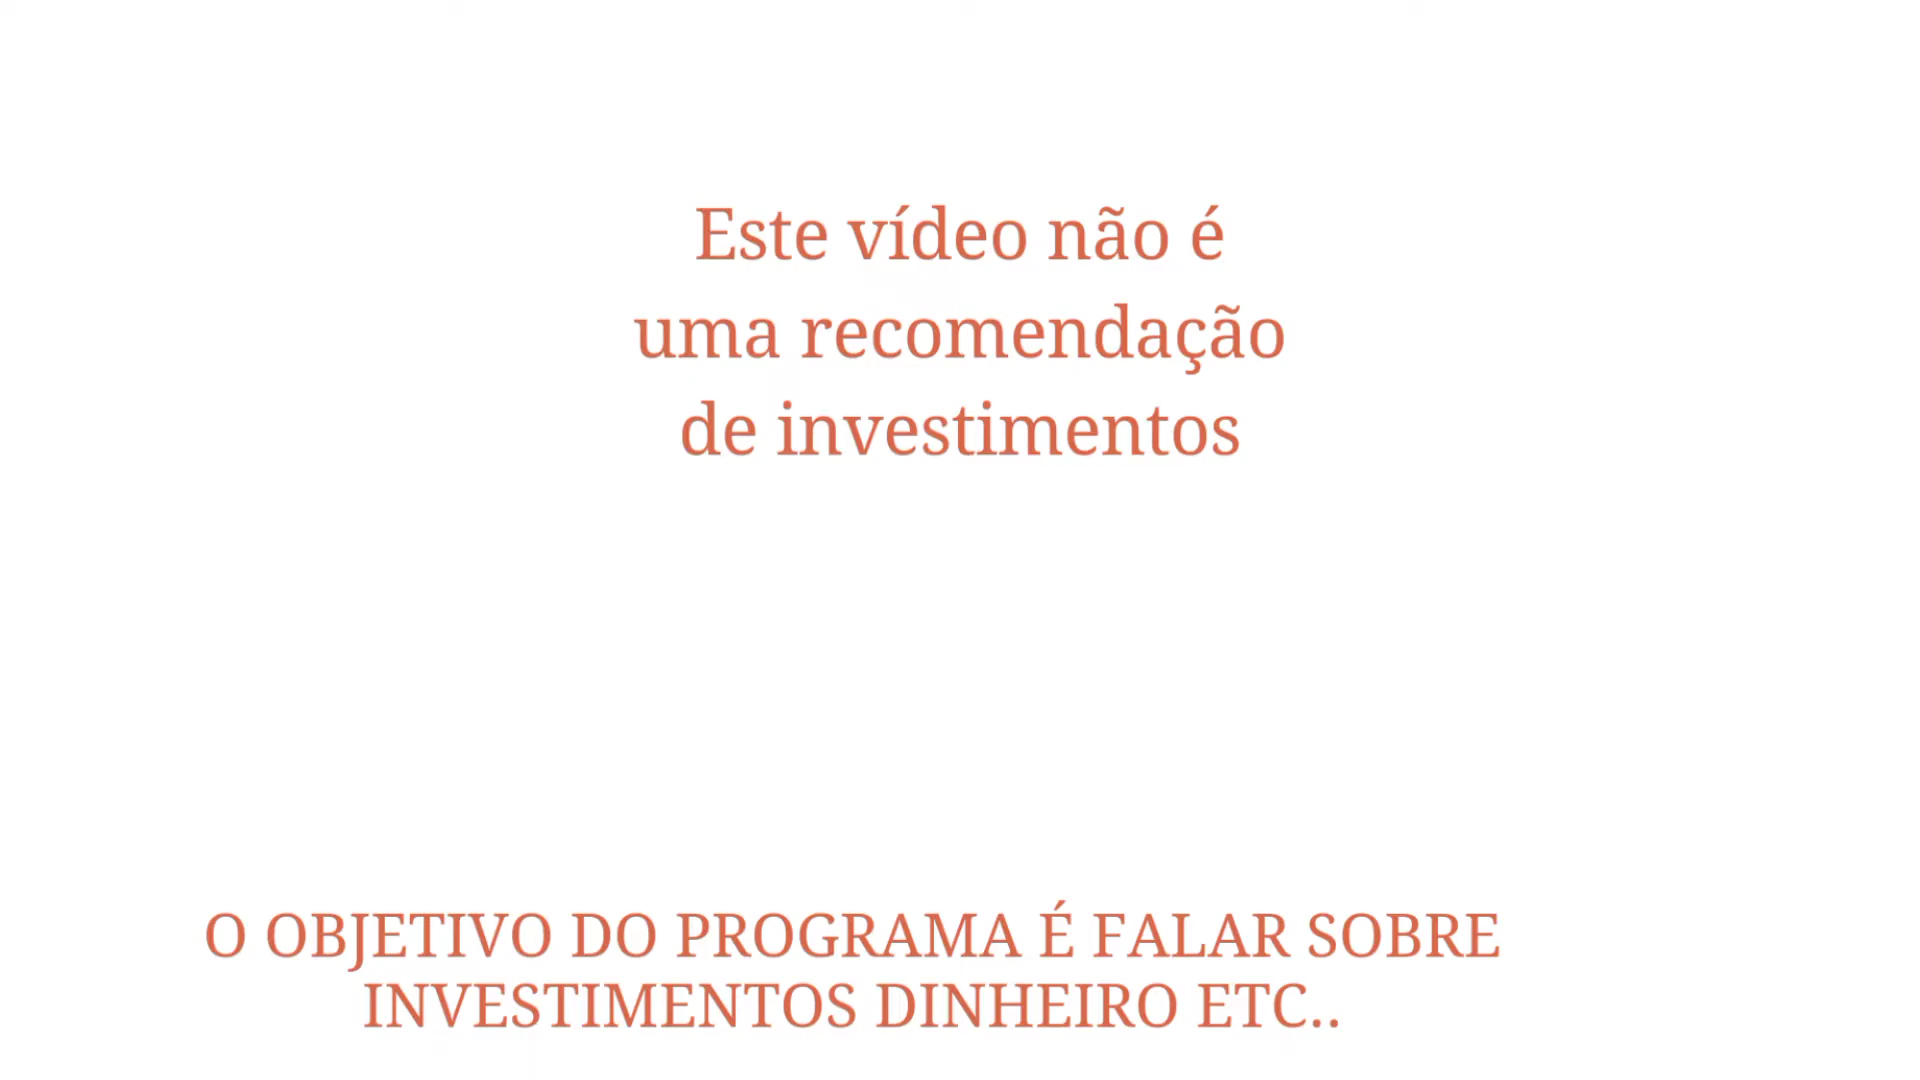 Este vídeo não é
uma recomendação
de investimentos
O OBJETIVO DO PROGRAMA É FALAR SOBRE
INVESTIMENTOS DINHEIRO ETC..